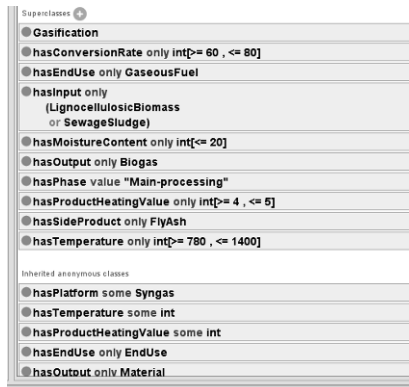 Superclasses
Gasification
hasConversionRate only int[>= 60 , <= 80]
hasEndUse only GaseousFuel
hasInput only
(LignocellulosicBiomass
or SewageSludge)
hasMoistureContent only int[<= 20]
hasOutput only Biogas
hasPhase value "Main-processing"
hasProductHeatingValue only int[>= 4 , <= 5]
hasSideProduct only FlyAsh
hasTemperature only int[>= 780 , <= 1400]
Inherited anonymous classes
hasPlatform some Syngas
hasTemperature some int
hasProductHeatingValue some int
hasEndUse only EndUse
hasOutput only Material